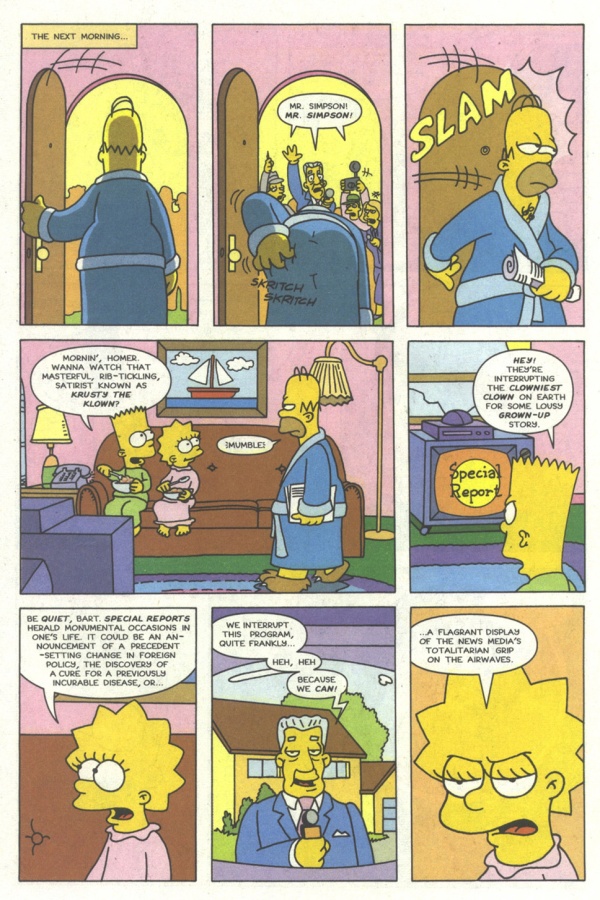 THE NEXT MORNING...
MR. SIMPSON!
MR. SIMPSON!
SKRITCH
SKRITCH
SLAM
MORNIN', HOMER.
WANNA WATCH THAT
MASTERFUL, RIB-TICKLING,
SATIRIST KNOWN AS
KRUSTY THE
KLOWN?
MUMBLE
HEY!
THEY'RE
INTERRUPTING
THE CLOWNIEST
CLOWN ON EARTH
FOR SOME LOUSY
GROWN-UP
STORY.
Special
Report
BE QUIET, BART. SPECIAL REPORTS
HERALD MONUMENTAL OCCASIONS IN
ONE'S LIFE. IT COULD BE AN AN-
NOUNCEMENT OF A PRECEDENT
-SETTING CHANGE IN FOREIGN
POLICY, THE DISCOVERY OF
A CURE FOR A PREVIOUSLY
INCURABLE DISEASE, OR...
WE INTERRUPT
THIS PROGRAM,
QUITE FRANKLY...
HEH, HEH
BECAUSE
WE CAN!
...A FLAGRANT DISPLAY
OF THE NEWS MEDIA'S
TOTALITARIAN GRIP
ON THE AIRWAVES.